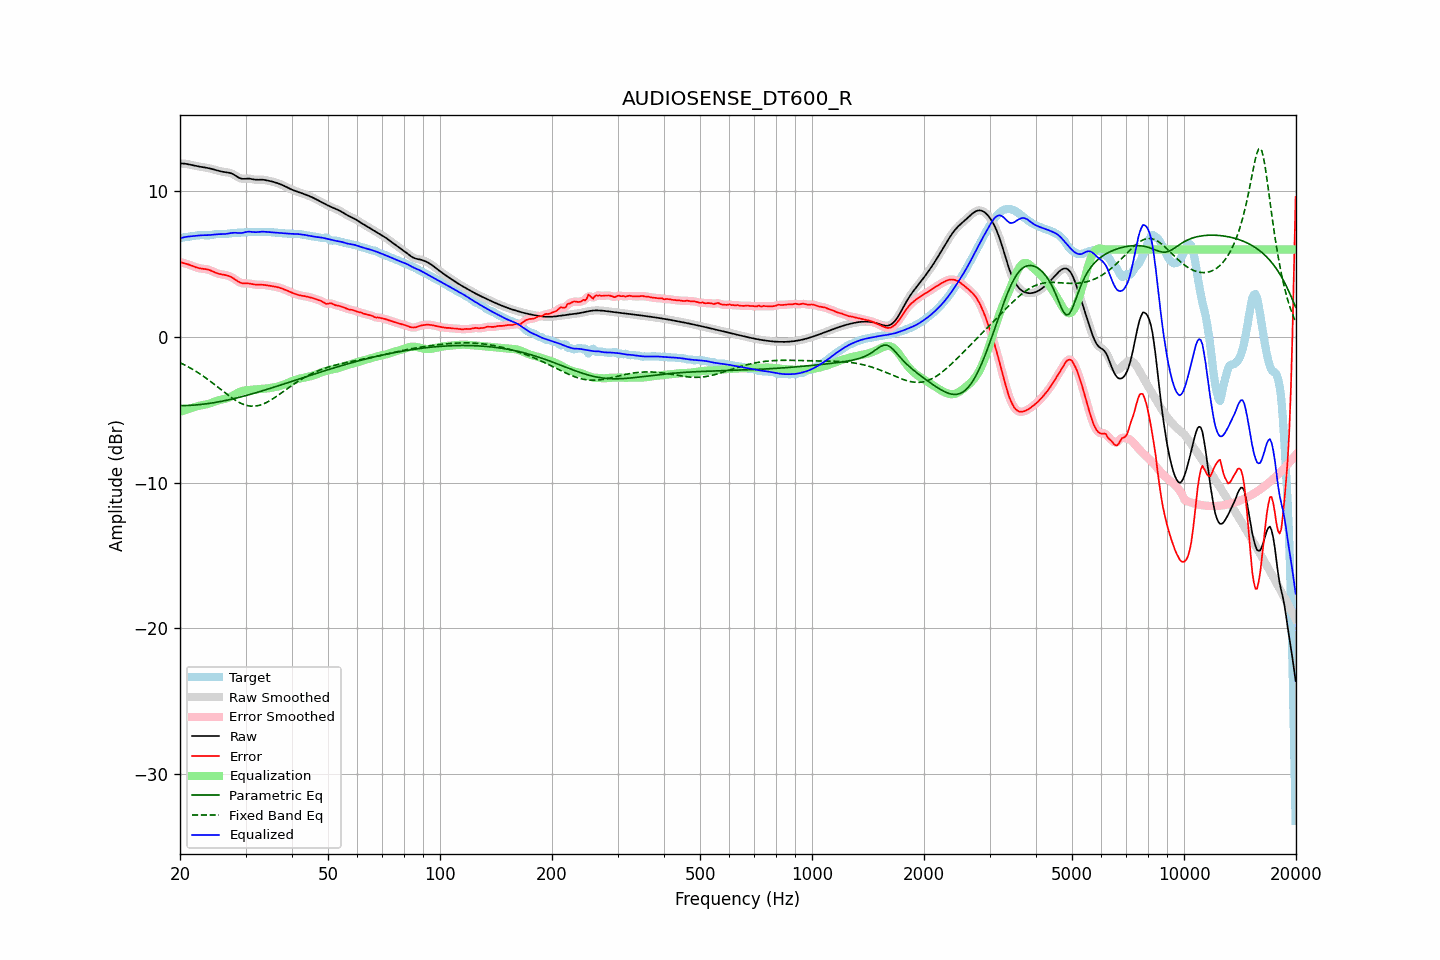 AUDIOSENSE_DT600_R
Amplitude (dBr)
10
0
−10
−20
−30
Target
Raw Smoothed
Error Smoothed
Raw
Error
Equalization
Parametric Eq
Fixed Band Eq
Equalized
20 50 100 200 500 1000 2000 5000 10000 20000
Frequency (Hz)